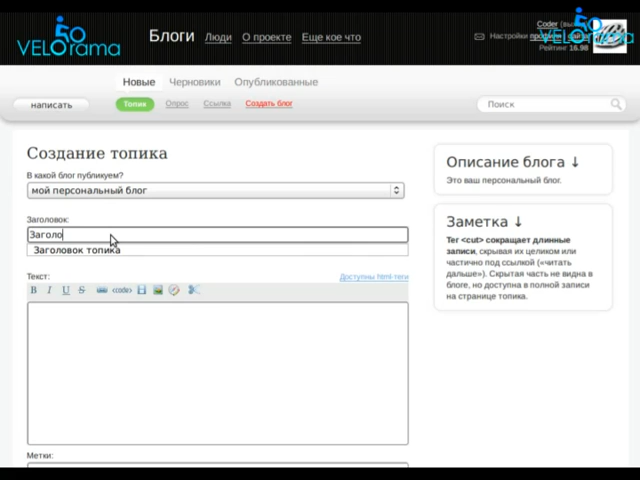 VELOrama
Блоги Люди О проекте Еще кое что
Coder
Настройки
Рейтинг 16.98
VELOrama
Новые Черновики Опубликованные
написать Топик Опрос Ссылка Создать блог Поиск
Создание топика
В какой блог публикуем?
мой персональный блог
Заголовок:
Заголо
Заголовок топика
Текст: Доступны html-теги
B I U S <code>
Метки:
Описание блога ↓
Это ваш персональный блог.
Заметка ↓
Тег <cut> сокращает длинные
записи, скрывая их целиком или
частично под ссылкой («читать
дальше»). Скрытая часть не видна в
блоге, но доступна в полной записи
на странице топика.